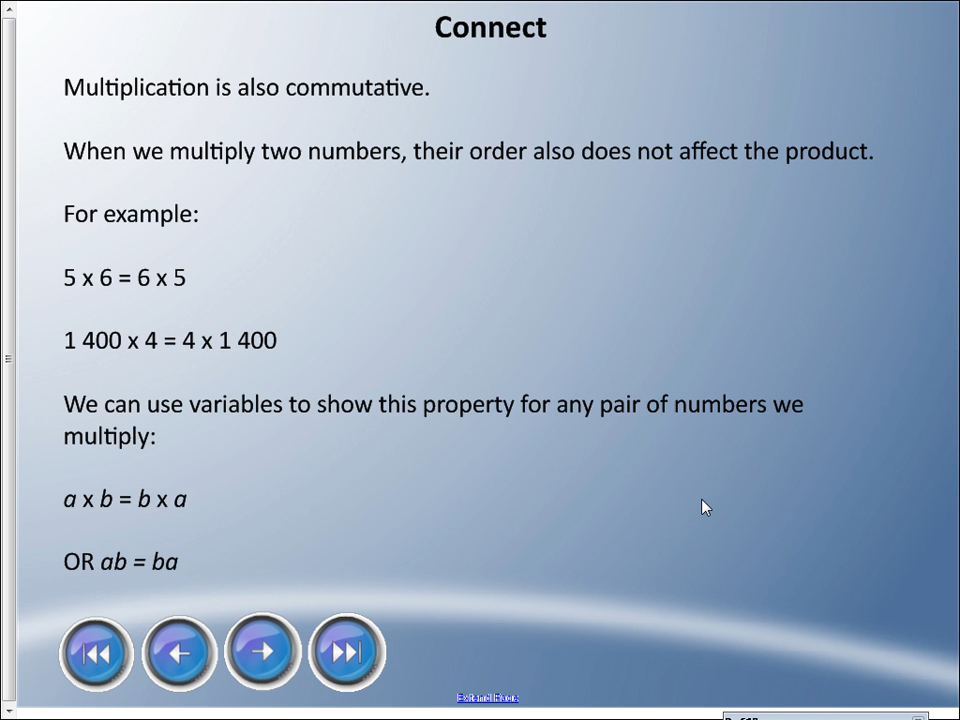 Connect
Multiplication is also commutative.
When we multiply two numbers, their order also does not affect the product.
For example:
5 x 6 = 6 x 5
1 400 x 4 = 4 x 1 400
We can use variables to show this property for any pair of numbers we
multiply:
a x b = b x a
OR ab = ba
Extend Page